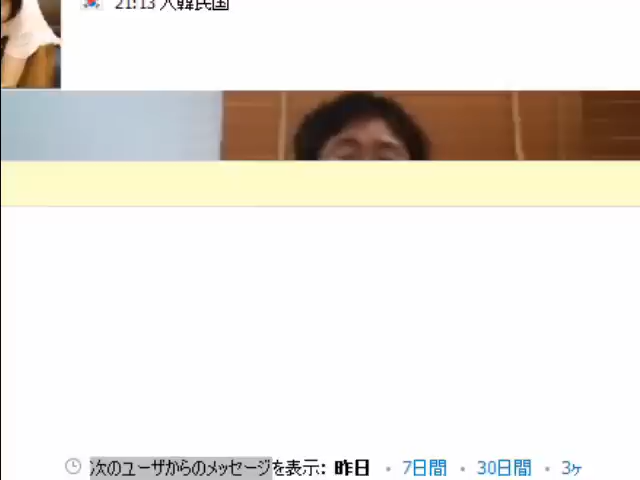 21:13 大韓民国
次のユーザからのメッセージを表示: 昨日 • 7日間 • 30日間 • 3ヶ